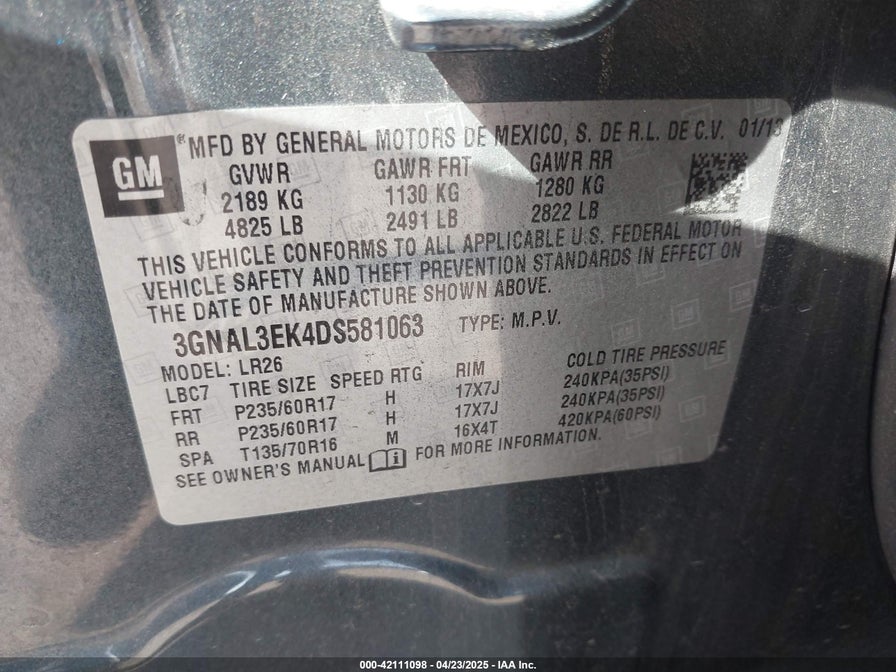 GM
® MFD BY GENERAL MOTORS DE MEXICO, S. DE R.L. DE C.V. 01/13
GVWR GAWR FRT GAWR RR
2189 KG 1130 KG 1280 KG
4825 LB 2491 LB 2822 LB
THIS VEHICLE CONFORMS TO ALL APPLICABLE U.S. FEDERAL MOTOR
VEHICLE SAFETY AND THEFT PREVENTION STANDARDS IN EFFECT ON
THE DATE OF MANUFACTURE SHOWN ABOVE.
3GNAL3EK4DS581063 TYPE: M.P.V.
MODEL: LR26
LBC7 TIRE SIZE SPEED RTG RIM COLD TIRE PRESSURE
FRT P235/60R17 H 17X7J 240KPA(35PSI)
RR P235/60R17 H 17X7J 240KPA(35PSI)
SPA T135/70R16 M 16X4T 420KPA(60PSI)
SEE OWNER'S MANUAL FOR MORE INFORMATION.
000-42111098 - 04/23/2025 - IAA Inc.